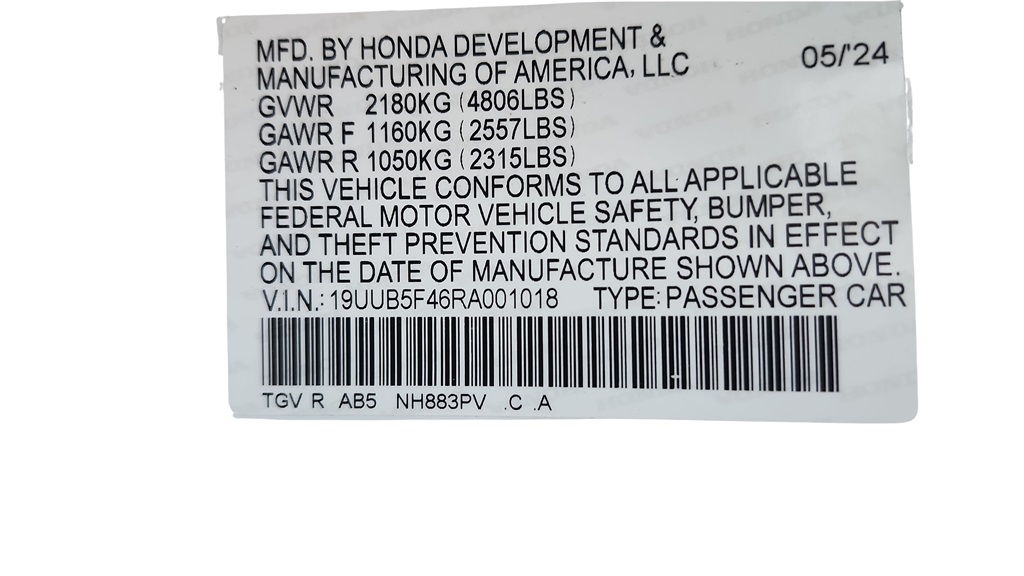 MFD. BY HONDA DEVELOPMENT &
MANUFACTURING OF AMERICA, LLC 05/'24
GVWR 2180KG (4806LBS)
GAWR F 1160KG (2557LBS)
GAWR R 1050KG (2315LBS)
THIS VEHICLE CONFORMS TO ALL APPLICABLE
FEDERAL MOTOR VEHICLE SAFETY, BUMPER,
AND THEFT PREVENTION STANDARDS IN EFFECT
ON THE DATE OF MANUFACTURE SHOWN ABOVE.
V.I.N.: 19UUB5F46RA001018 TYPE: PASSENGER CAR
TGV R AB5 NH883PV .C .A